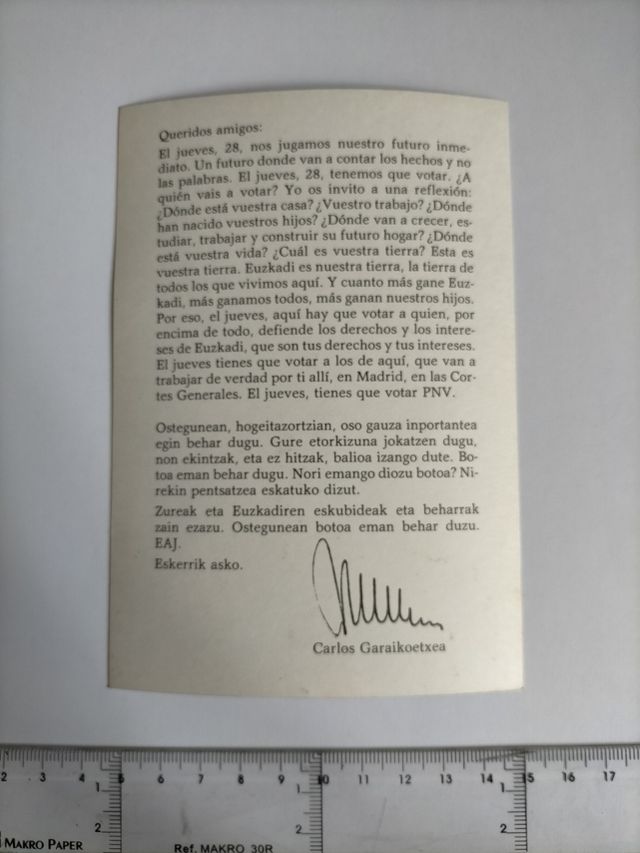 Queridos amigos:
El jueves, 28, nos jugamos nuestro futuro inme-
diato. Un futuro donde van a contar los hechos y no
las palabras. El jueves, 28, tenemos que votar. ¿A
quién vais a votar? Yo os invito a una reflexión:
¿Dónde está vuestra casa? ¿Vuestro trabajo? ¿Dónde
han nacido vuestros hijos? ¿Dónde van a crecer, es-
tudiar, trabajar y construir su futuro hogar? ¿Dónde
está vuestra vida? ¿Cuál es vuestra tierra? Esta es
vuestra tierra. Euzkadi es nuestra tierra, la tierra de
todos los que vivimos aquí. Y cuanto más gane Euz-
kadi, más ganamos todos, más ganan nuestros hijos.
Por eso, el jueves, aquí hay que votar a quien, por
encima de todo, defiende los derechos y los intere-
ses de Euzkadi, que son tus derechos y tus intereses.
El jueves tienes que votar a los de aquí, que van a
trabajar de verdad por ti allí, en Madrid, en las Cor-
tes Generales. El jueves, tienes que votar PNV.
Ostegunean, hogeitazortzian, oso gauza inportantea
egin behar dugu. Gure etorkizuna jokatzen dugu,
non ekintzak, eta ez hitzak, balioa izango dute. Bo-
toa eman behar dugu. Nori emango diozu botoa? Ni-
rekin pentsatzea eskatuko dizut.
Zureak eta Euzkadiren eskubideak eta beharrak
zain ezazu. Ostegunean botoa eman behar duzu.
EAJ.
Eskerrik asko.
Carlos Garaikoetxea
2 3 4 5 6 7 8 9 10 11 12 13 14 15 16 17
1 1 1
2 2 2
MAKRO PAPER
Ref. MAKRO 30R